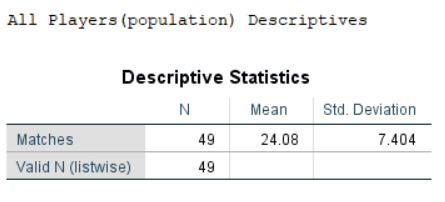 All Players(population) Descriptives
Descriptive Statistics
N Mean Std. Deviation
Matches 49 24.08 7.404
Valid N (listwise) 49